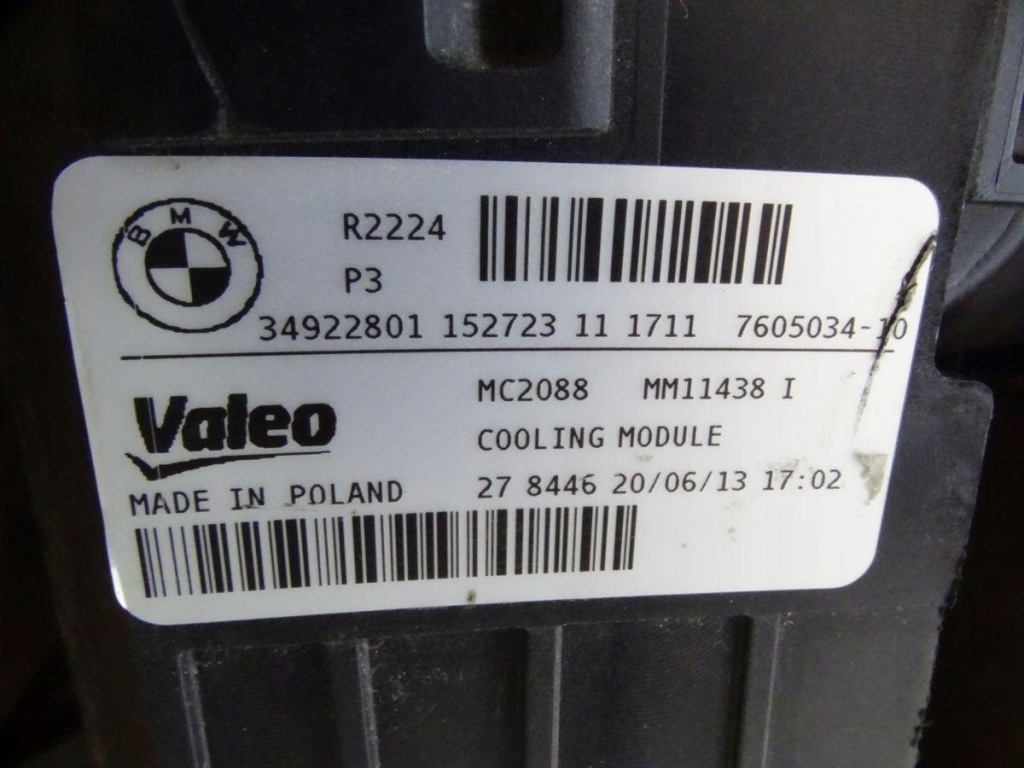 BMW
R2224
P3
34922801 152723 11 1711 7605034-10
Valeo
MC2088 MM11438 I
COOLING MODULE
MADE IN POLAND
27 8446 20/06/13 17:02